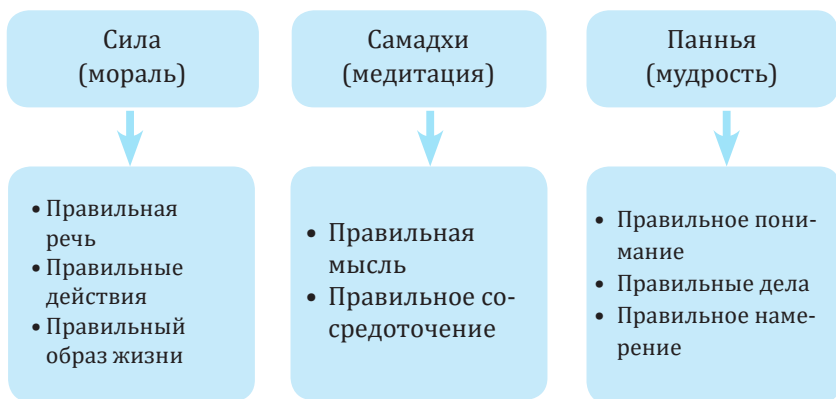 Сила
(мораль)
Самадхи
(медитация)
Паннья
(мудрость)
• Правильная
речь
• Правильные
действия
• Правильный
образ жизни
• Правильная
мысль
• Правильное со-
средоточение
• Правильное пони-
мание
• Правильные дела
• Правильное наме-
рение